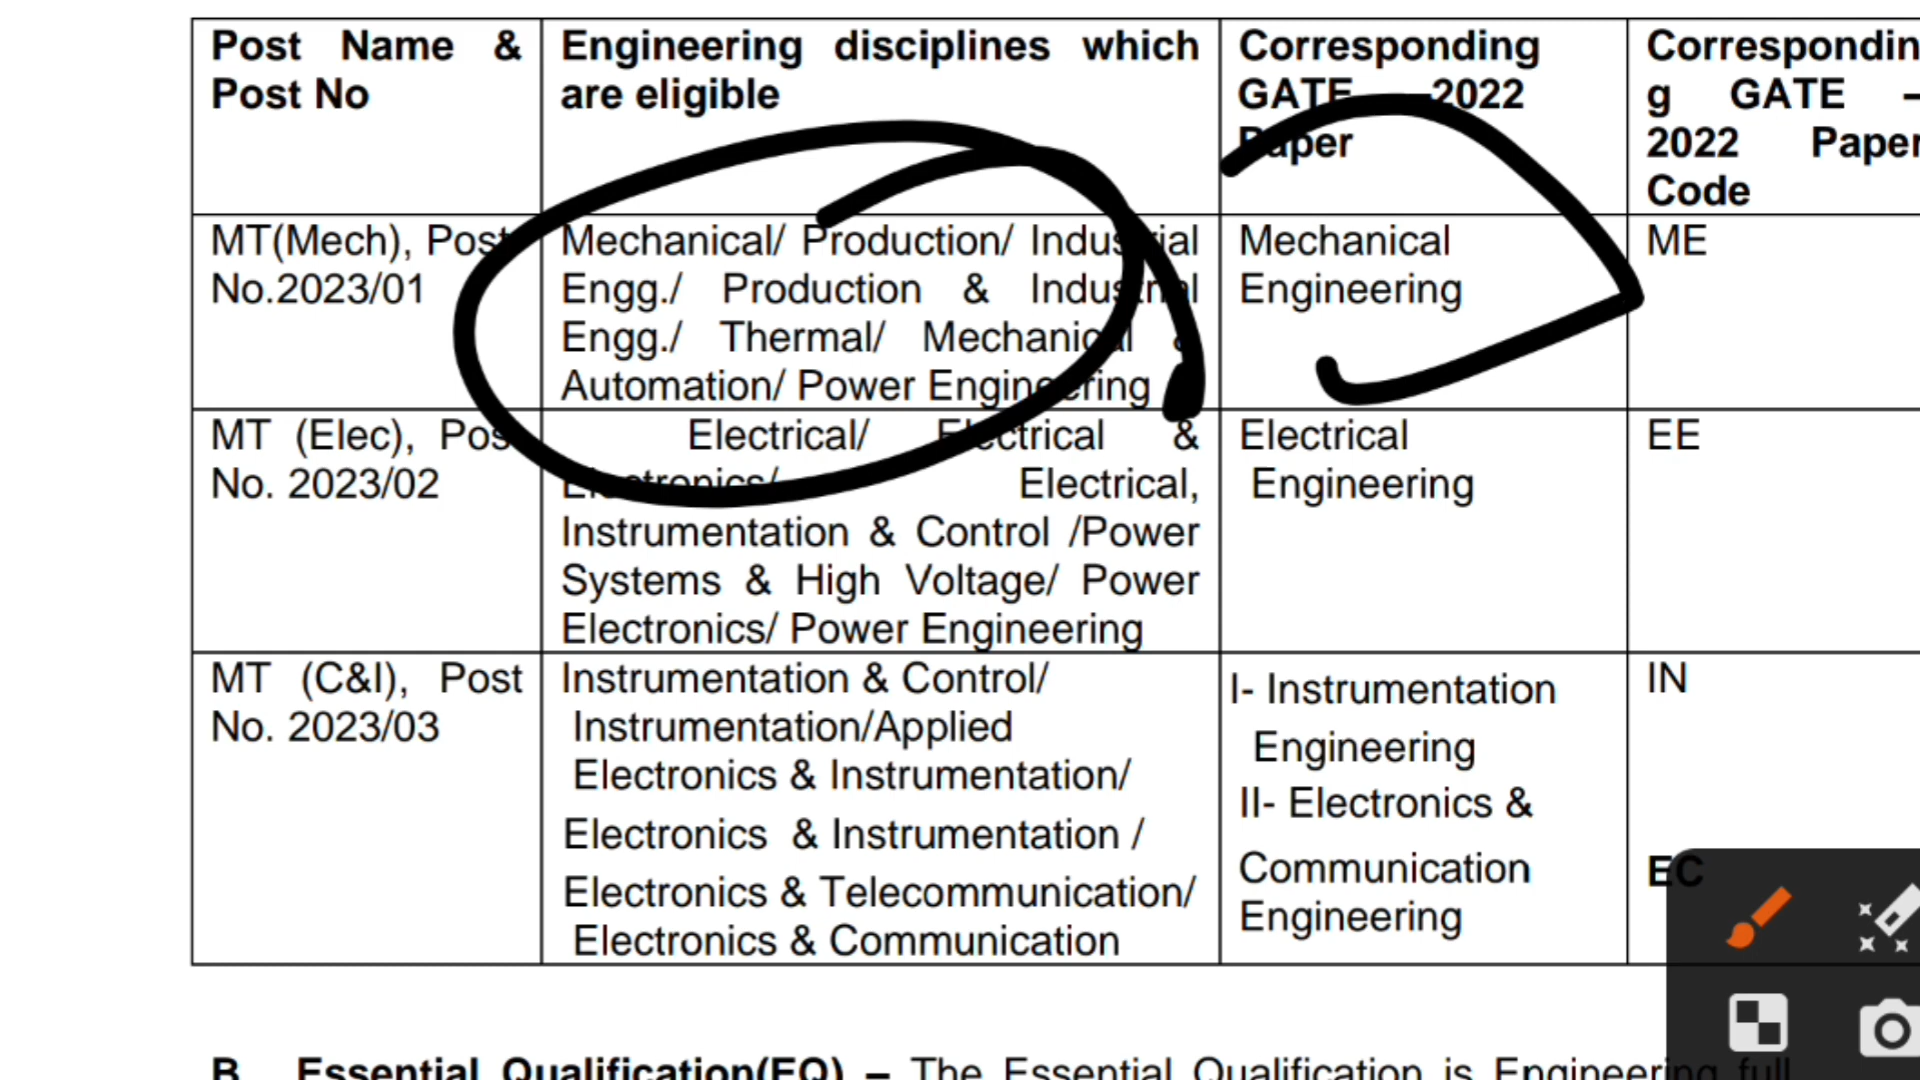 Post Name &
Post No
Engineering disciplines which
are eligible
Corresponding
GATE 2022
Paper
Correspondin
g GATE –
2022 Paper
Code
MT(Mech), Post
No.2023/01
Mechanical/ Production/ Industrial
Engg./ Production & Industrial
Engg./ Thermal/ Mechanical &
Automation/ Power Engineering
Mechanical
Engineering
ME
MT (Elec), Post
No. 2023/02
Electrical/ Electrical &
Electronics/ Electrical,
Instrumentation & Control /Power
Systems & High Voltage/ Power
Electronics/ Power Engineering
Electrical
Engineering
EE
MT (C&I), Post
No. 2023/03
Instrumentation & Control/
Instrumentation/Applied
Electronics & Instrumentation/
Electronics & Instrumentation /
Electronics & Telecommunication/
Electronics & Communication
I- Instrumentation
Engineering
II- Electronics &
Communication
Engineering
IN
EC
B Essential Qualification(EQ) – The Essential Qualification is Engineering full